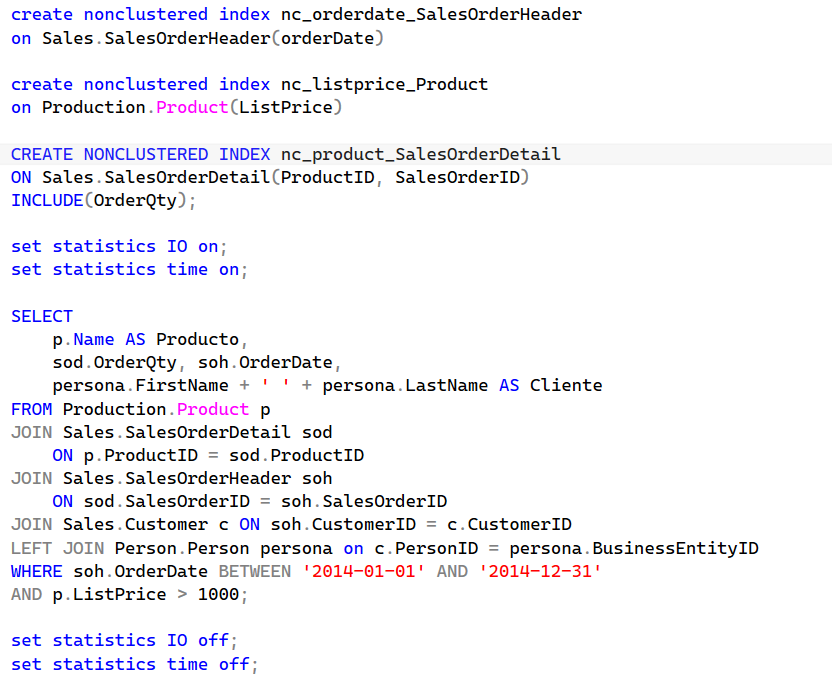 create nonclustered index nc_orderdate_SalesOrderHeader
on Sales.SalesOrderHeader(orderDate)
create nonclustered index nc_listprice_Product
on Production.Product(ListPrice)
CREATE NONCLUSTERED INDEX nc_product_SalesOrderDetail
ON Sales.SalesOrderDetail(ProductID, SalesOrderID)
INCLUDE(OrderQty);
set statistics IO on;
set statistics time on;
SELECT
    p.Name AS Producto,
    sod.OrderQty, soh.OrderDate,
    persona.FirstName + ' ' + persona.LastName AS Cliente
FROM Production.Product p
JOIN Sales.SalesOrderDetail sod
    ON p.ProductID = sod.ProductID
JOIN Sales.SalesOrderHeader soh
    ON sod.SalesOrderID = soh.SalesOrderID
JOIN Sales.Customer c ON soh.CustomerID = c.CustomerID
LEFT JOIN Person.Person persona on c.PersonID = persona.BusinessEntityID
WHERE soh.OrderDate BETWEEN '2014-01-01' AND '2014-12-31'
AND p.ListPrice > 1000;
set statistics IO off;
set statistics time off;